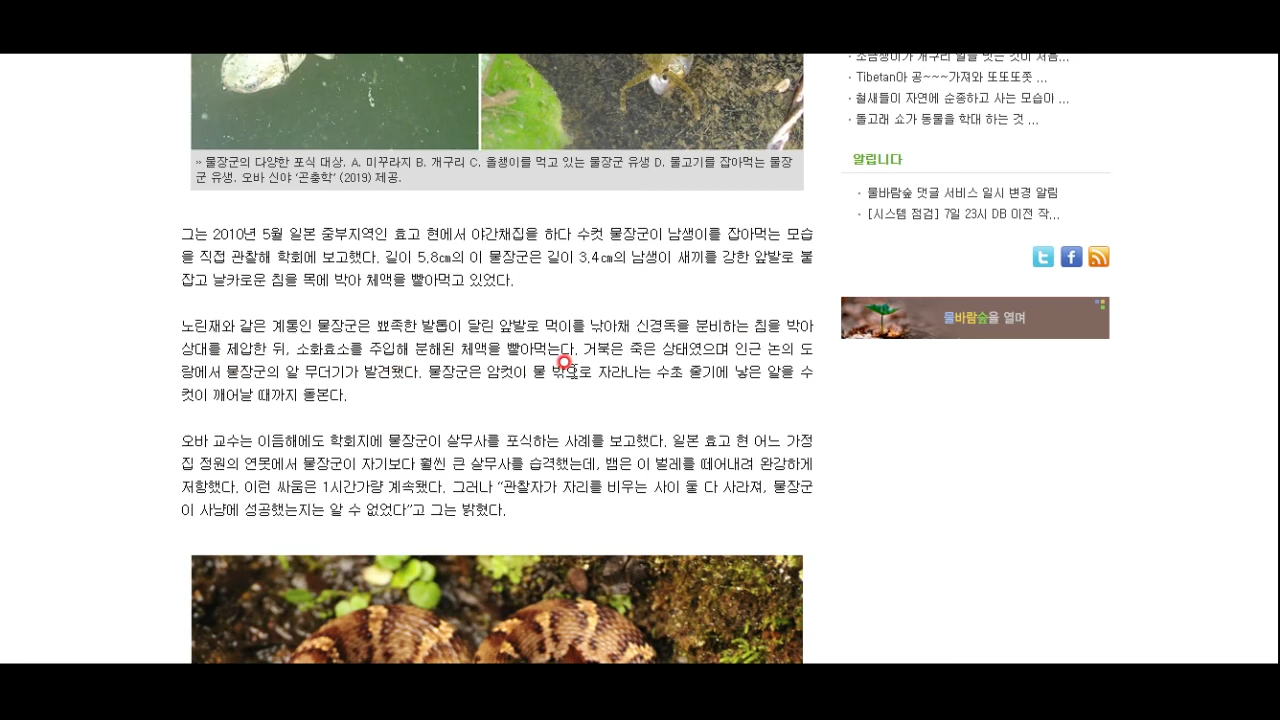 » 물장군의 다양한 포식 대상. A. 미꾸라지 B. 개구리 C. 올챙이를 먹고 있는 물장군 유생 D. 물고기를 잡아먹는 물장
군 유생. 오바 신야 ‘곤충학’ (2019) 제공.
그는 2010년 5월 일본 중부지역인 효고 현에서 야간채집을 하다 수컷 물장군이 남생이를 잡아먹는 모습
을 직접 관찰해 학회에 보고했다. 길이 5.8㎝의 이 물장군은 길이 3.4㎝의 남생이 새끼를 강한 앞발로 붙
잡고 날카로운 침을 목에 박아 체액을 빨아먹고 있었다.
노린재와 같은 계통인 물장군은 뾰족한 발톱이 달린 앞발로 먹이를 낚아채 신경독을 분비하는 침을 박아
상대를 제압한 뒤, 소화효소를 주입해 분해된 체액을 빨아먹는다. 거북은 죽은 상태였으며 인근 논의 도
랑에서 물장군의 알 무더기가 발견됐다. 물장군은 암컷이 물 밖으로 자라나는 수초 줄기에 낳은 알을 수
컷이 깨어날 때까지 돌본다.
오바 교수는 이듬해에도 학회지에 물장군이 살무사를 포식하는 사례를 보고했다. 일본 효고 현 어느 가정
집 정원의 연못에서 물장군이 자기보다 훨씬 큰 살무사를 습격했는데, 뱀은 이 벌레를 떼어내려 완강하게
저항했다. 이런 싸움은 1시간가량 계속됐다. 그러나 “관찰자가 자리를 비우는 사이 둘 다 사라져, 물장군
이 사냥에 성공했는지는 알 수 없었다”고 그는 밝혔다.
· 소금쟁이가 개구리 알을 먹는 것이 처음...
· Tibetan마 공~~~가져와 또또또쫏 ...
· 철새들이 자연에 순종하고 사는 모습이 ...
· 돌고래 쇼가 동물을 학대 하는 것 ...
알립니다
· 물바람숲 댓글 서비스 일시 변경 알림
· [시스템 점검] 7일 23시 DB 이전 작...
물바람숲을 열며